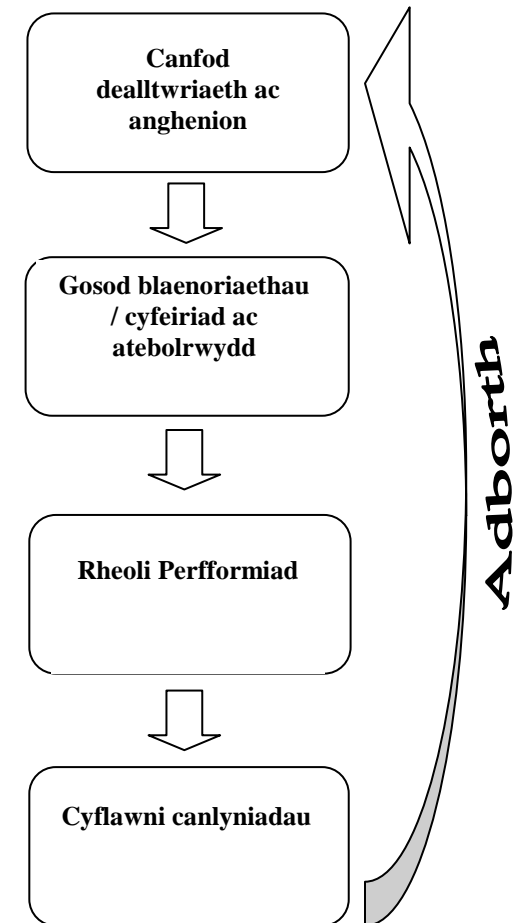 Canfod
dealltwriaeth ac
anghenion
Gosod blaenoriaethau
/ cyfeiriad ac
atebolrwydd
Rheoli Perfformiad
Cyflawni canlyniadau
Adborth